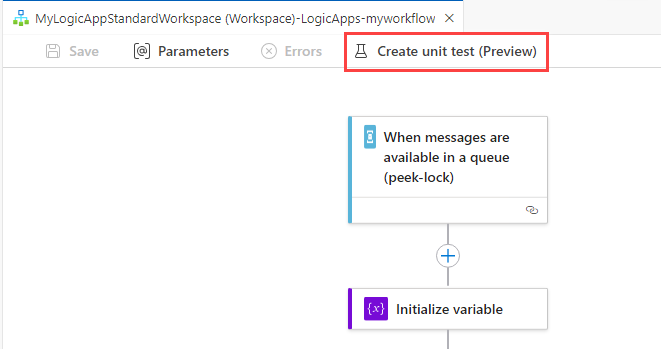 MyLogicAppStandardWorkspace (Workspace)-LogicApps-myworkflow
Save Parameters Errors Create unit test (Preview)
When messages are
available in a queue
(peek-lock)
{x} Initialize variable